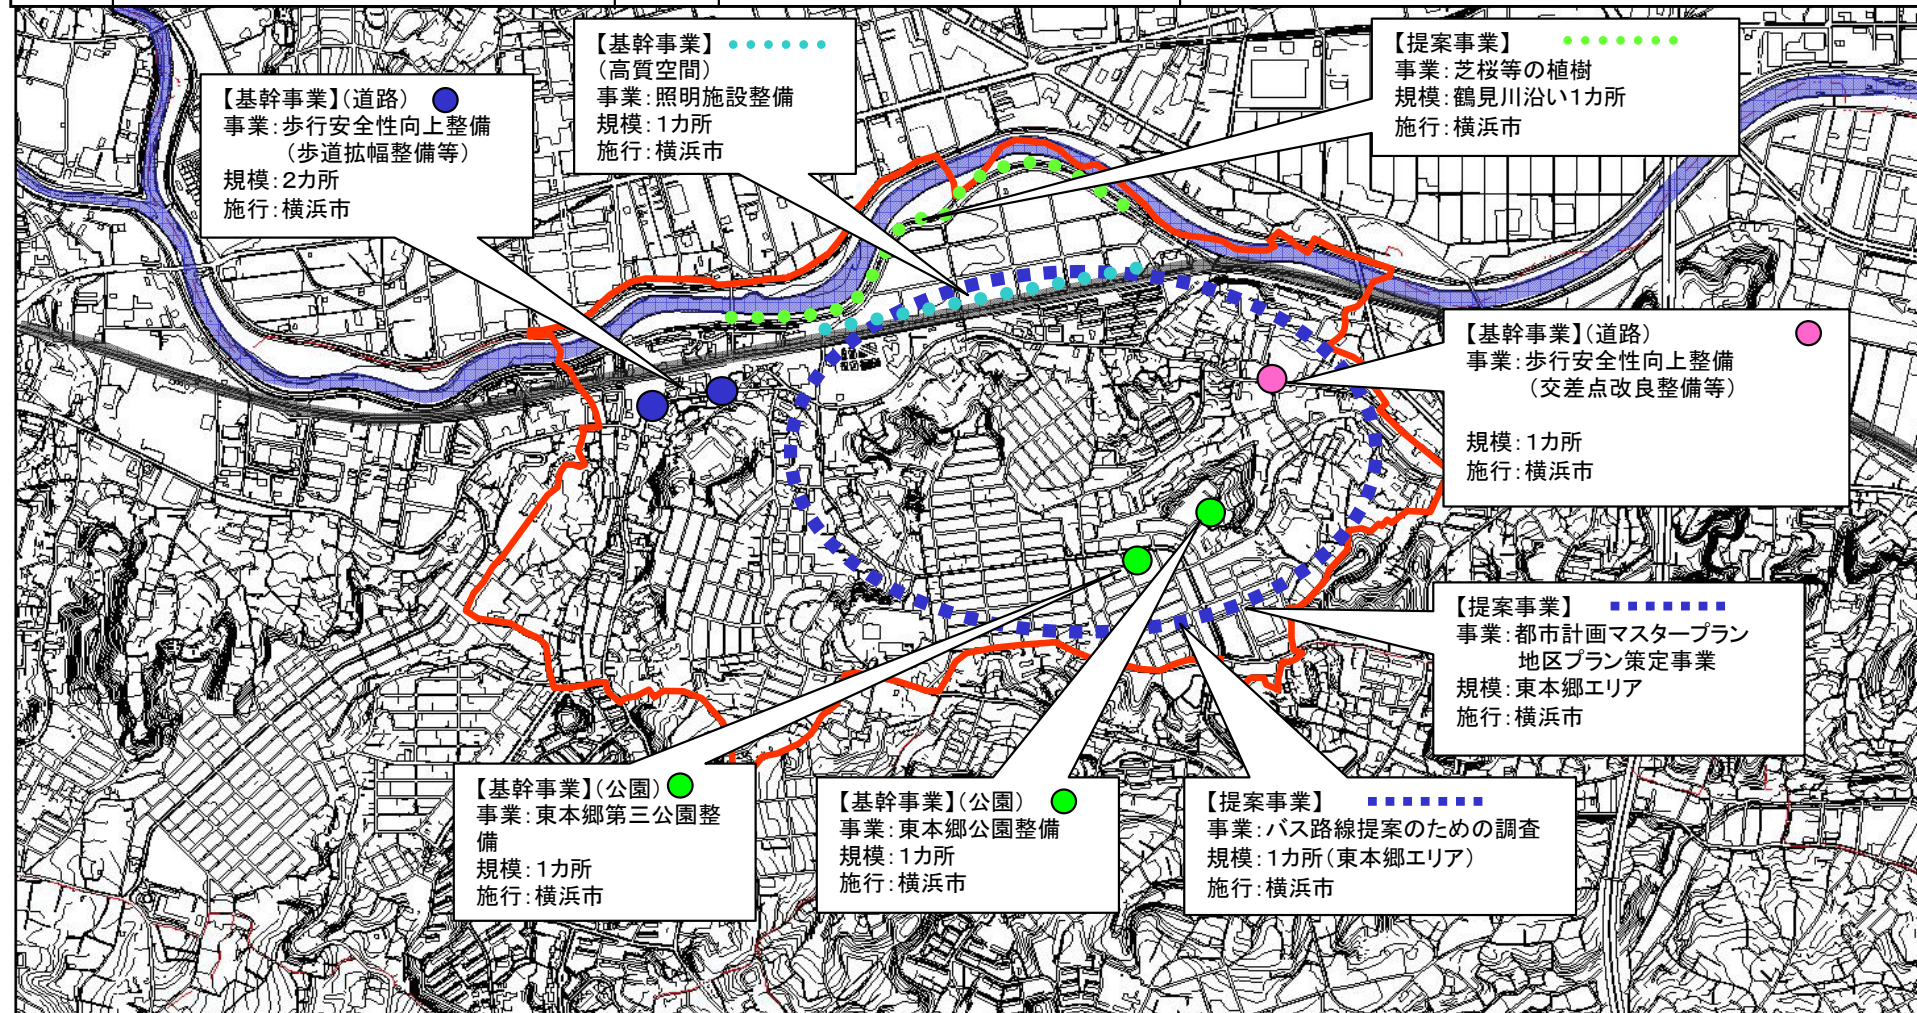 【基幹事業】(道路)
事業:歩行安全性向上整備
(歩道拡幅整備等)
規模:2カ所
施行:横浜市
【基幹事業】
(高質空間)
事業:照明施設整備
規模:1カ所
施行:横浜市
【提案事業】
事業:芝桜等の植樹
規模:鶴見川沿い1カ所
施行:横浜市
【基幹事業】(道路)
事業:歩行安全性向上整備
(交差点改良整備等)
規模:1カ所
施行:横浜市
【提案事業】
事業:都市計画マスタープラン
地区プラン策定事業
規模:東本郷エリア
施行:横浜市
【基幹事業】(公園)
事業:東本郷第三公園整
備
規模:1カ所
施行:横浜市
【基幹事業】(公園)
事業:東本郷公園整備
規模:1カ所
施行:横浜市
【提案事業】
事業:バス路線提案のための調査
規模:1カ所(東本郷エリア)
施行:横浜市